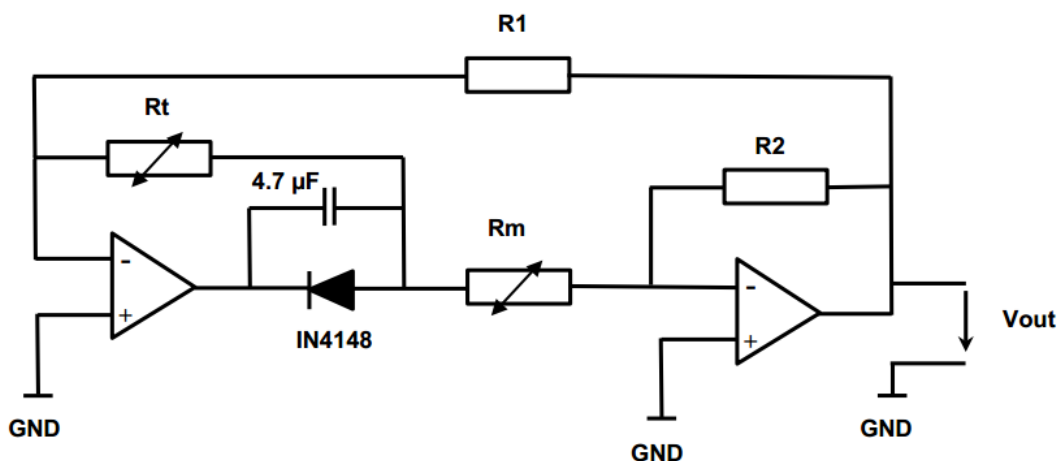 R1
Rt
R2
4.7 µF
Rm
-
+
IN4148
-
+
Vout
GND
GND
GND